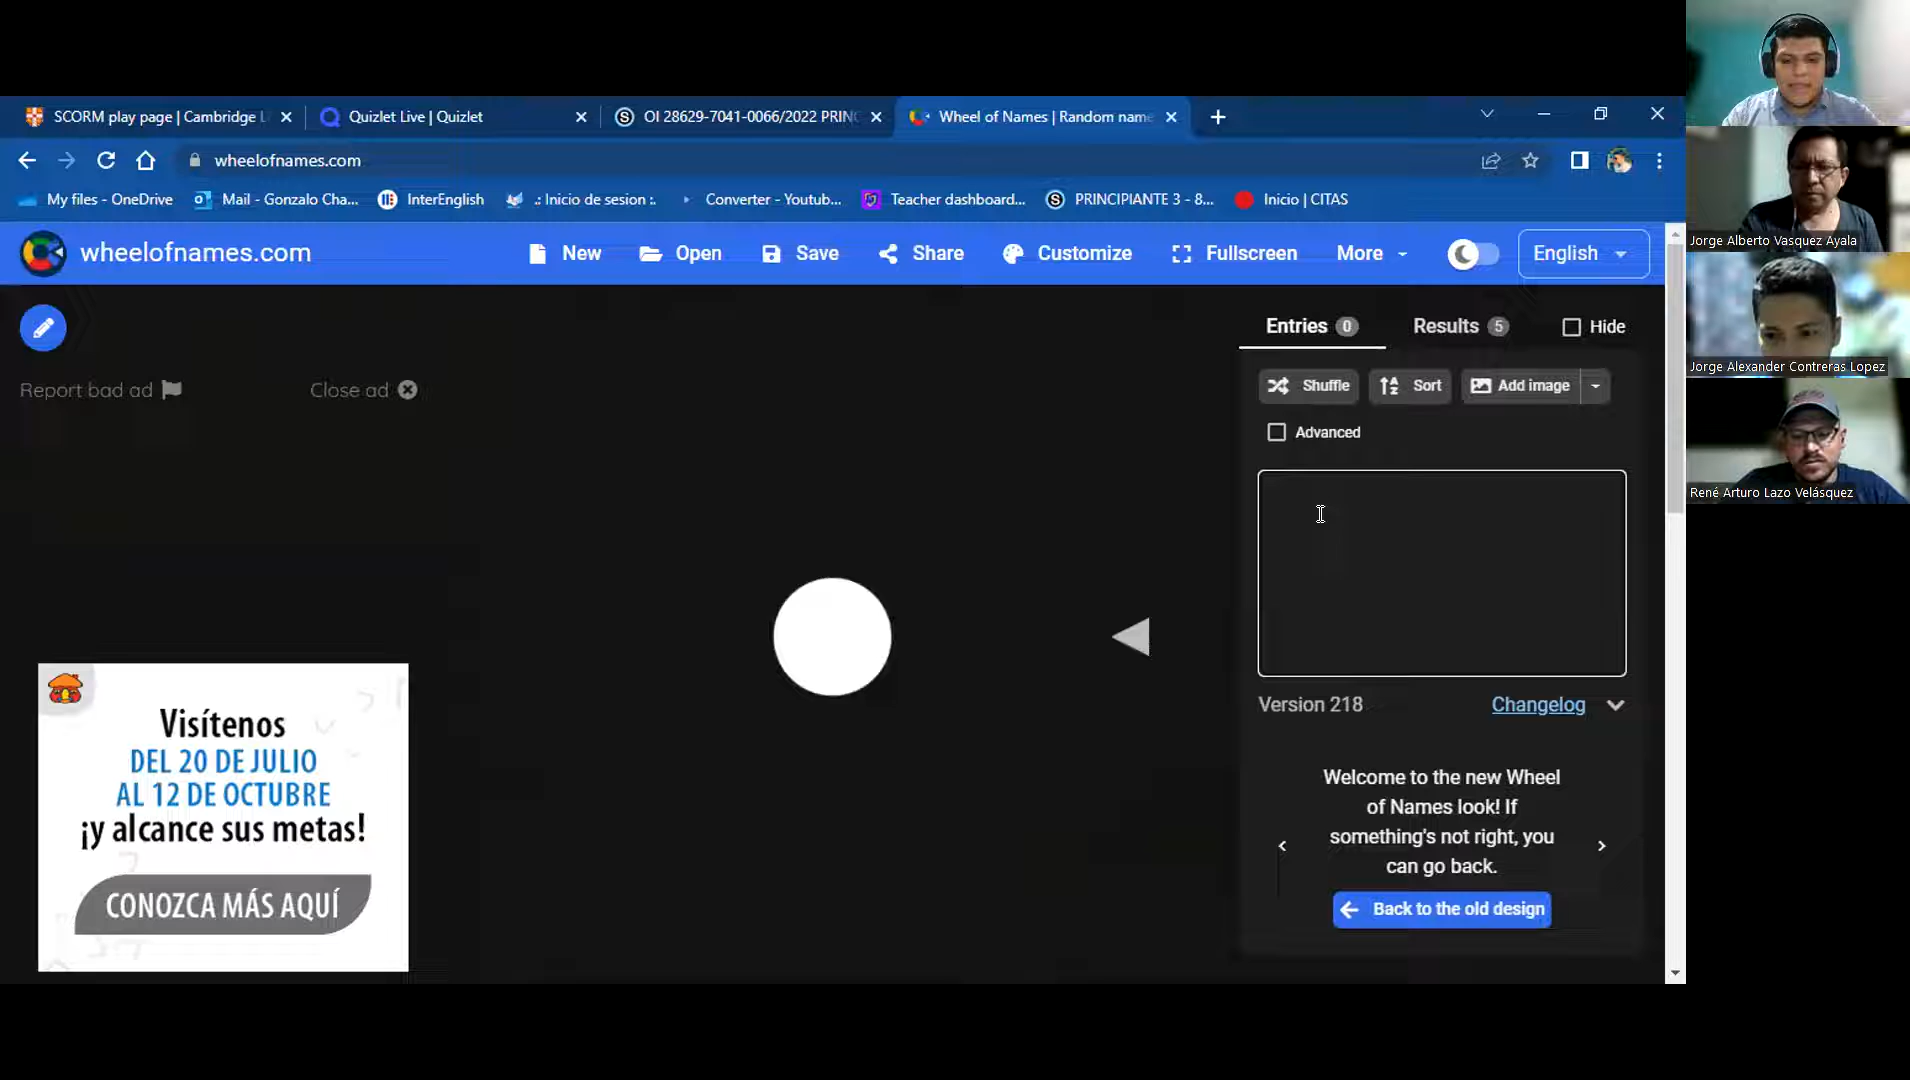 SCORM play page | Cambridge L
Quizlet Live | Quizlet
OI 28629-7041-0066/2022 PRINC
Wheel of Names | Random name
wheelofnames.com
My files - OneDrive
Mail - Gonzalo Cha...
InterEnglish
.: Inicio de sesion :.
Converter - Youtub...
Teacher dashboard...
PRINCIPIANTE 3 - 8...
Inicio | CITAS
wheelofnames.com
New
Open
Save
Share
Customize
Fullscreen
More
English
Entries 0
Results 5
Hide
Report bad ad
Close ad
Shuffle
Sort
Add image
Advanced
Version 218
Changelog
Welcome to the new Wheel
of Names look! If
something's not right, you
can go back.
Back to the old design
Visítenos
DEL 20 DE JULIO
AL 12 DE OCTUBRE
¡y alcance sus metas!
CONOZCA MÁS AQUÍ
Jorge Alberto Vasquez Ayala
Jorge Alexander Contreras Lopez
René Arturo Lazo Velásquez